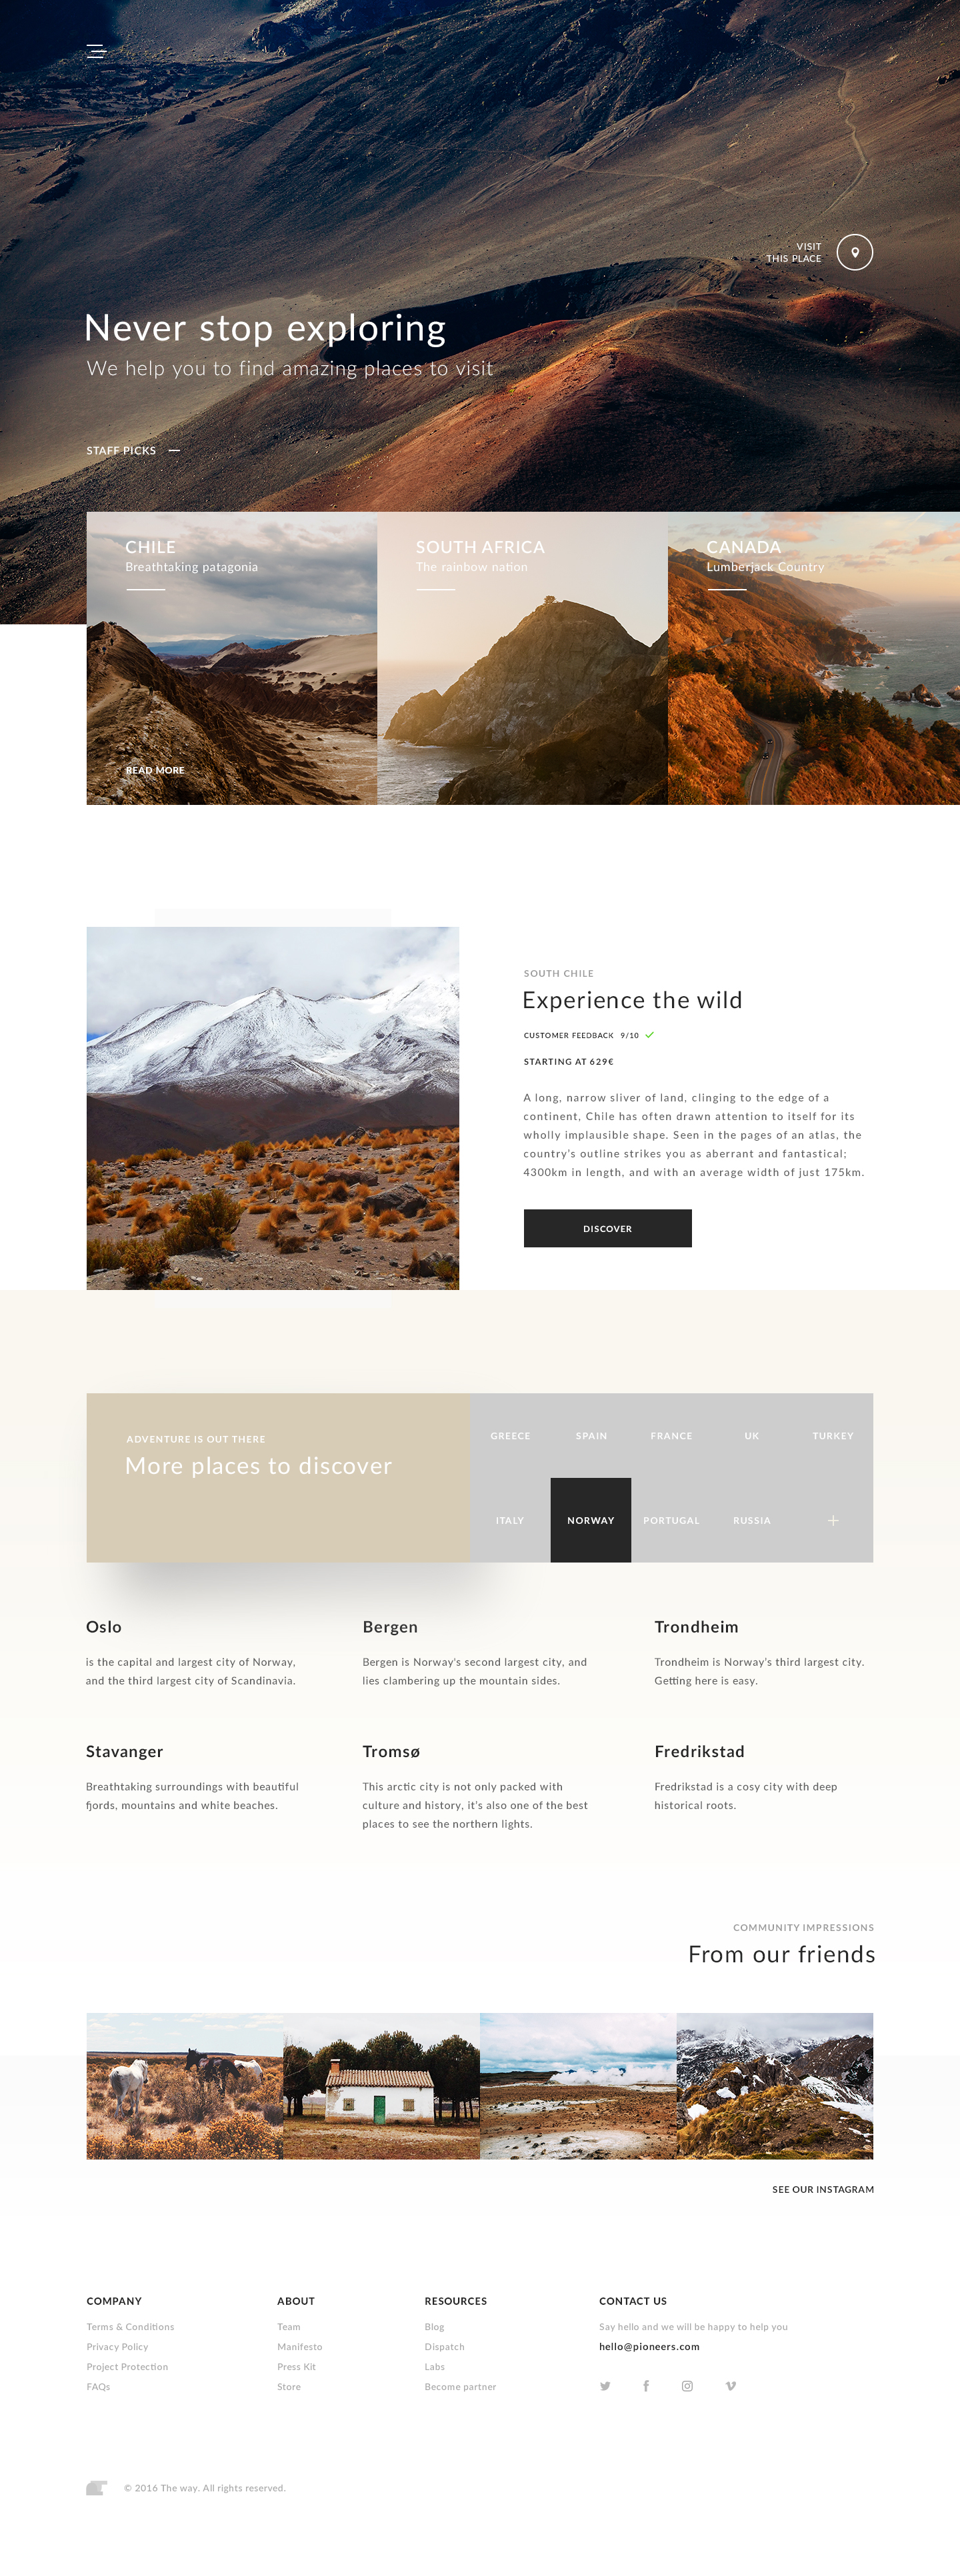 VISIT
THIS PLACE
Never stop exploring
We help you to find amazing places to visit
STAFF PICKS
CHILE
Breathtaking patagonia
READ MORE
SOUTH AFRICA
The rainbow nation
CANADA
Lumberjack Country
SOUTH CHILE
Experience the wild
CUSTOMER FEEDBACK 9/10
STARTING AT 629€
A long, narrow sliver of land, clinging to the edge of a
continent, Chile has often drawn attention to itself for its
wholly implausible shape. Seen in the pages of an atlas, the
country's outline strikes you as aberrant and fantastical;
4300km in length, and with an average width of just 175km.
DISCOVER
ADVENTURE IS OUT THERE
More places to discover
GREECE SPAIN FRANCE UK TURKEY
ITALY NORWAY PORTUGAL RUSSIA +
Oslo
is the capital and largest city of Norway,
and the third largest city of Scandinavia.
Bergen
Bergen is Norway's second largest city, and
lies clambering up the mountain sides.
Trondheim
Trondheim is Norway's third largest city.
Getting here is easy.
Stavanger
Breathtaking surroundings with beautiful
fjords, mountains and white beaches.
Tromsø
This arctic city is not only packed with
culture and history, it's also one of the best
places to see the northern lights.
Fredrikstad
Fredrikstad is a cosy city with deep
historical roots.
COMMUNITY IMPRESSIONS
From our friends
SEE OUR INSTAGRAM
COMPANY
Terms & Conditions
Privacy Policy
Project Protection
FAQs
ABOUT
Team
Manifesto
Press Kit
Store
RESOURCES
Blog
Dispatch
Labs
Become partner
CONTACT US
Say hello and we will be happy to help you
hello@pioneers.com
© 2016 The way. All rights reserved.